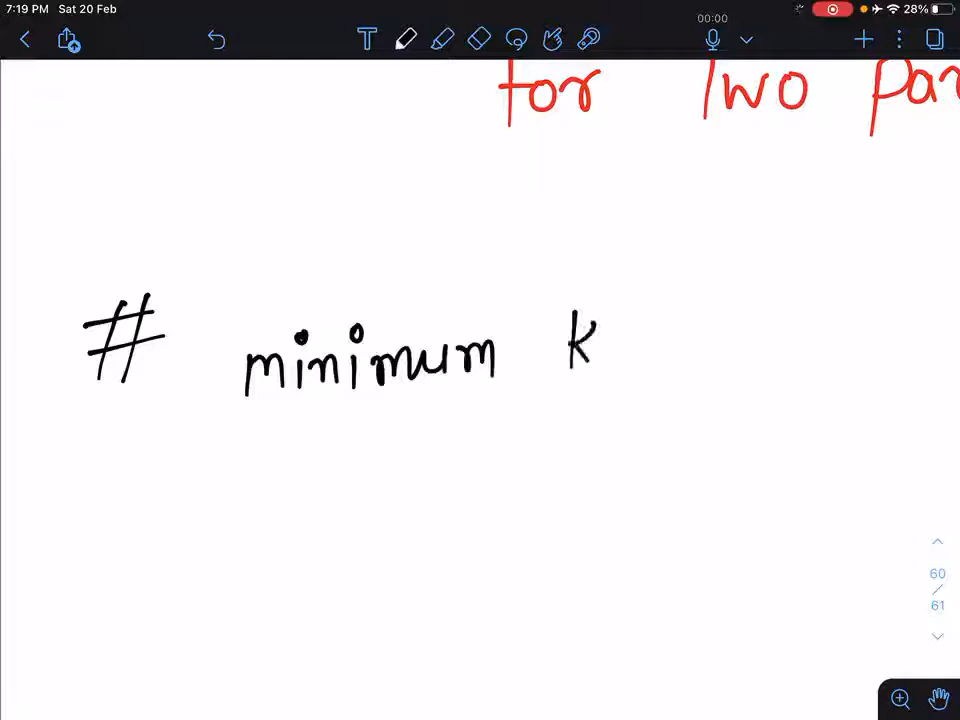 7:19 PM Sat 20 Feb
28%
00:00
T
for Two par
# minimum k
60
/
61